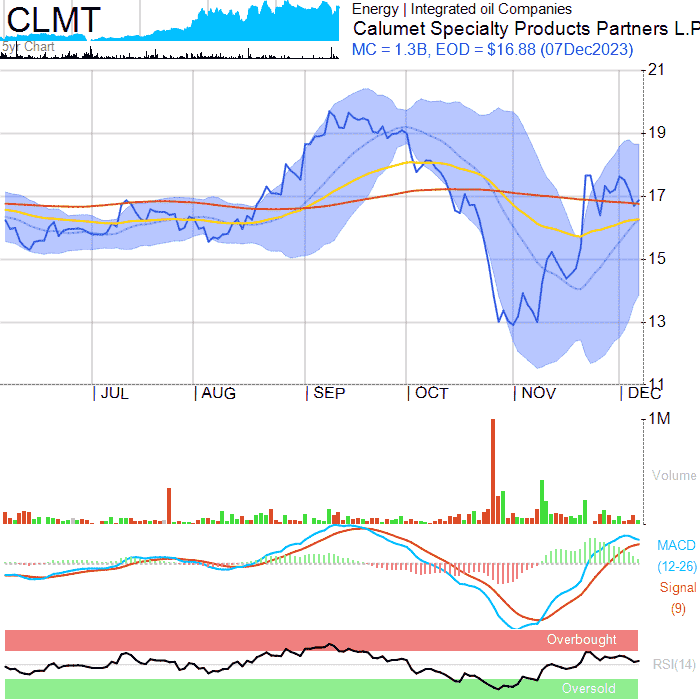 CLMT
5yr Chart
Energy | Integrated oil Companies
Calumet Specialty Products Partners L.P
MC = 1.3B, EOD = $16.88 (07Dec2023)
21
19
17
15
13
11
JUL AUG SEP OCT NOV DEC
1M
Volume
MACD
(12-26)
Signal
(9)
Overbought
RSI(14)
Oversold